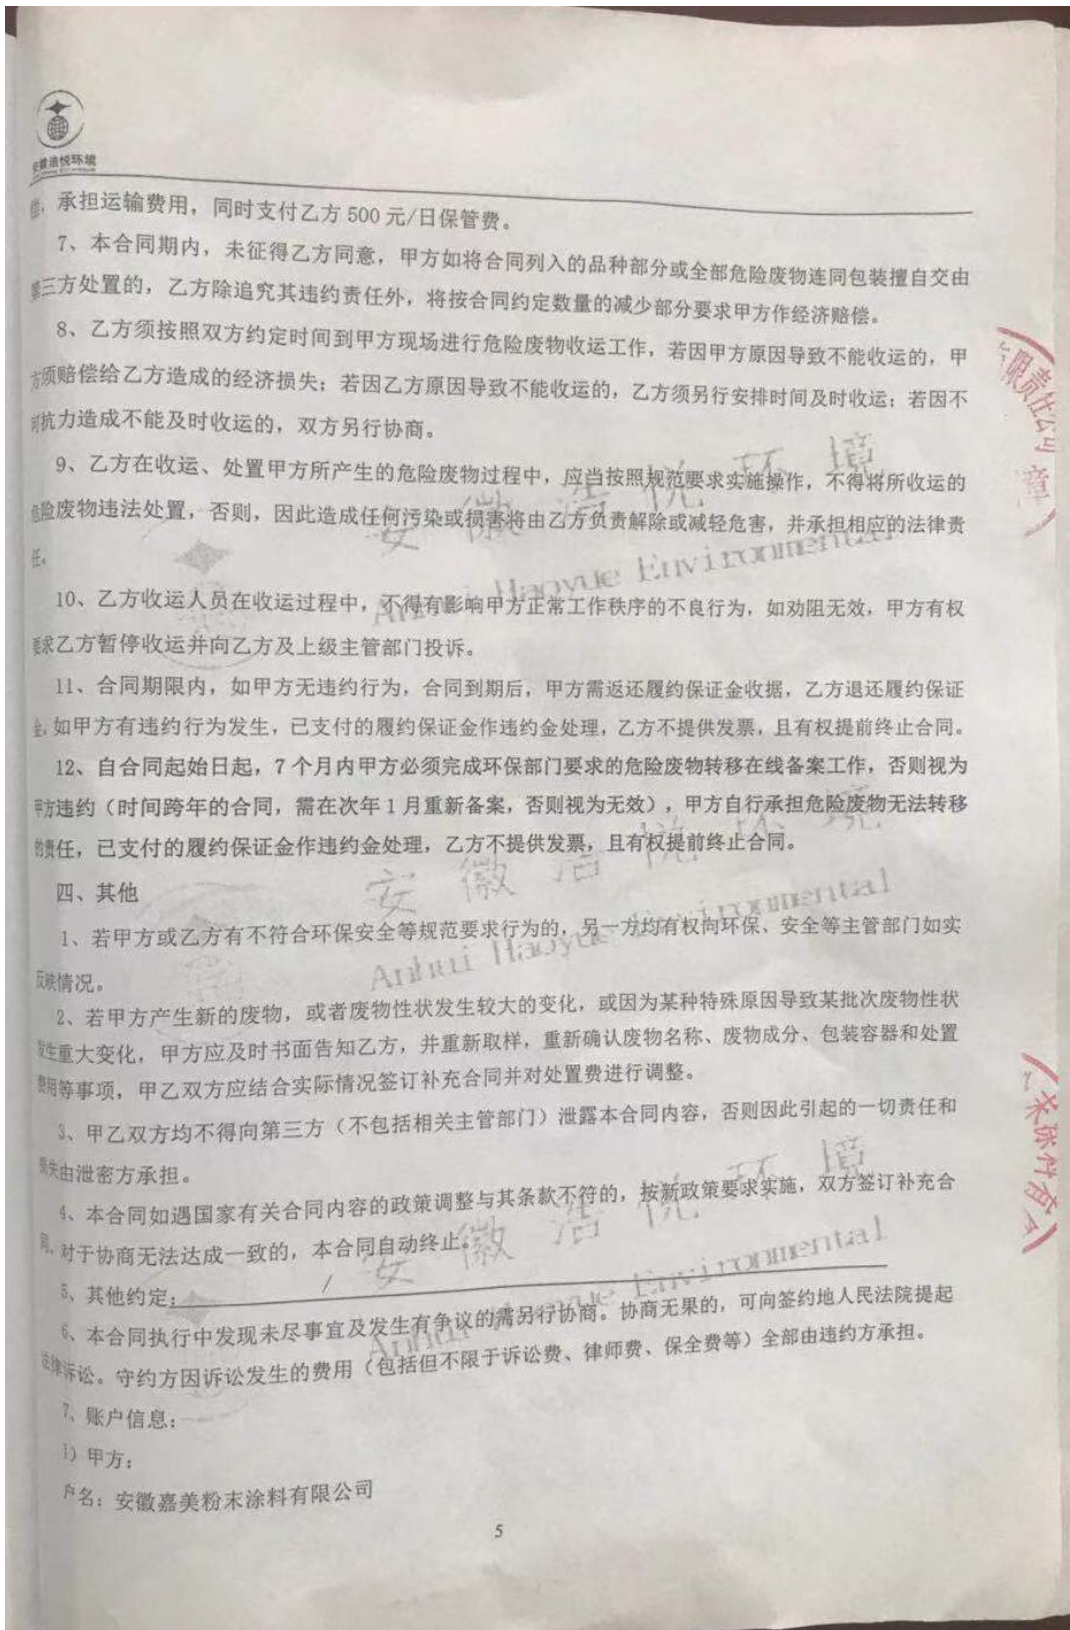 安徽浩悦环境
偿，承担运输费用，同时支付乙方 500 元/日保管费。
7、本合同期内，未征得乙方同意，甲方如将合同列入的品种部分或全部危险废物连同包装擅自交由
第三方处置的，乙方除追究其违约责任外，将按合同约定数量的减少部分要求甲方作经济赔偿。
8、乙方须按照双方约定时间到甲方现场进行危险废物收运工作，若因甲方原因导致不能收运的，甲
方须赔偿给乙方造成的经济损失；若因乙方原因导致不能收运的，乙方须另行安排时间及时收运；若因不
可抗力造成不能及时收运的，双方另行协商。
9、乙方在收运、处置甲方所产生的危险废物过程中，应当按照规范要求实施操作，不得将所收运的
危险废物违法处置，否则，因此造成任何污染或损害将由乙方负责解除或减轻危害，并承担相应的法律责
任。
10、乙方收运人员在收运过程中，不得有影响甲方正常工作秩序的不良行为，如劝阻无效，甲方有权
要求乙方暂停收运并向乙方及上级主管部门投诉。
11、合同期限内，如甲方无违约行为，合同到期后，甲方需返还履约保证金收据，乙方退还履约保证
金，如甲方有违约行为发生，已支付的履约保证金作违约金处理，乙方不提供发票，且有权提前终止合同。
12、自合同起始日起，7 个月内甲方必须完成环保部门要求的危险废物转移在线备案工作，否则视为
甲方违约（时间跨年的合同，需在次年 1 月重新备案，否则视为无效），甲方自行承担危险废物无法转移
的责任，已支付的履约保证金作违约金处理，乙方不提供发票，且有权提前终止合同。
四、其他
1、若甲方或乙方有不符合环保安全等规范要求行为的，另一方均有权向环保、安全等主管部门如实
反映情况。
2、若甲方产生新的废物，或者废物性状发生较大的变化，或因为某种特殊原因导致某批次废物性状
发生重大变化，甲方应及时书面告知乙方，并重新取样，重新确认废物名称、废物成分、包装容器和处置
费用等事项，甲乙双方应结合实际情况签订补充合同并对处置费进行调整。
3、甲乙双方均不得向第三方（不包括相关主管部门）泄露本合同内容，否则因此引起的一切责任和
损失由泄密方承担。
4、本合同如遇国家有关合同内容的政策调整与其条款不符的，按新政策要求实施，双方签订补充合
同，对于协商无法达成一致的，本合同自动终止。
5、其他约定： /
6、本合同执行中发现未尽事宜及发生有争议的需另行协商。协商无果的，可向签约地人民法院提起
法律诉讼。守约方因诉讼发生的费用（包括但不限于诉讼费、律师费、保全费等）全部由违约方承担。
7、账户信息：
1）甲方：
户名：安徽嘉美粉末涂料有限公司
5
安徽浩悦环境
Anhui Haoyue Environmental
安徽浩悦环境
Anhui Haoyue Environmental
安徽浩悦环境
Anhui Haoyue Environmental
有限责任公司
章